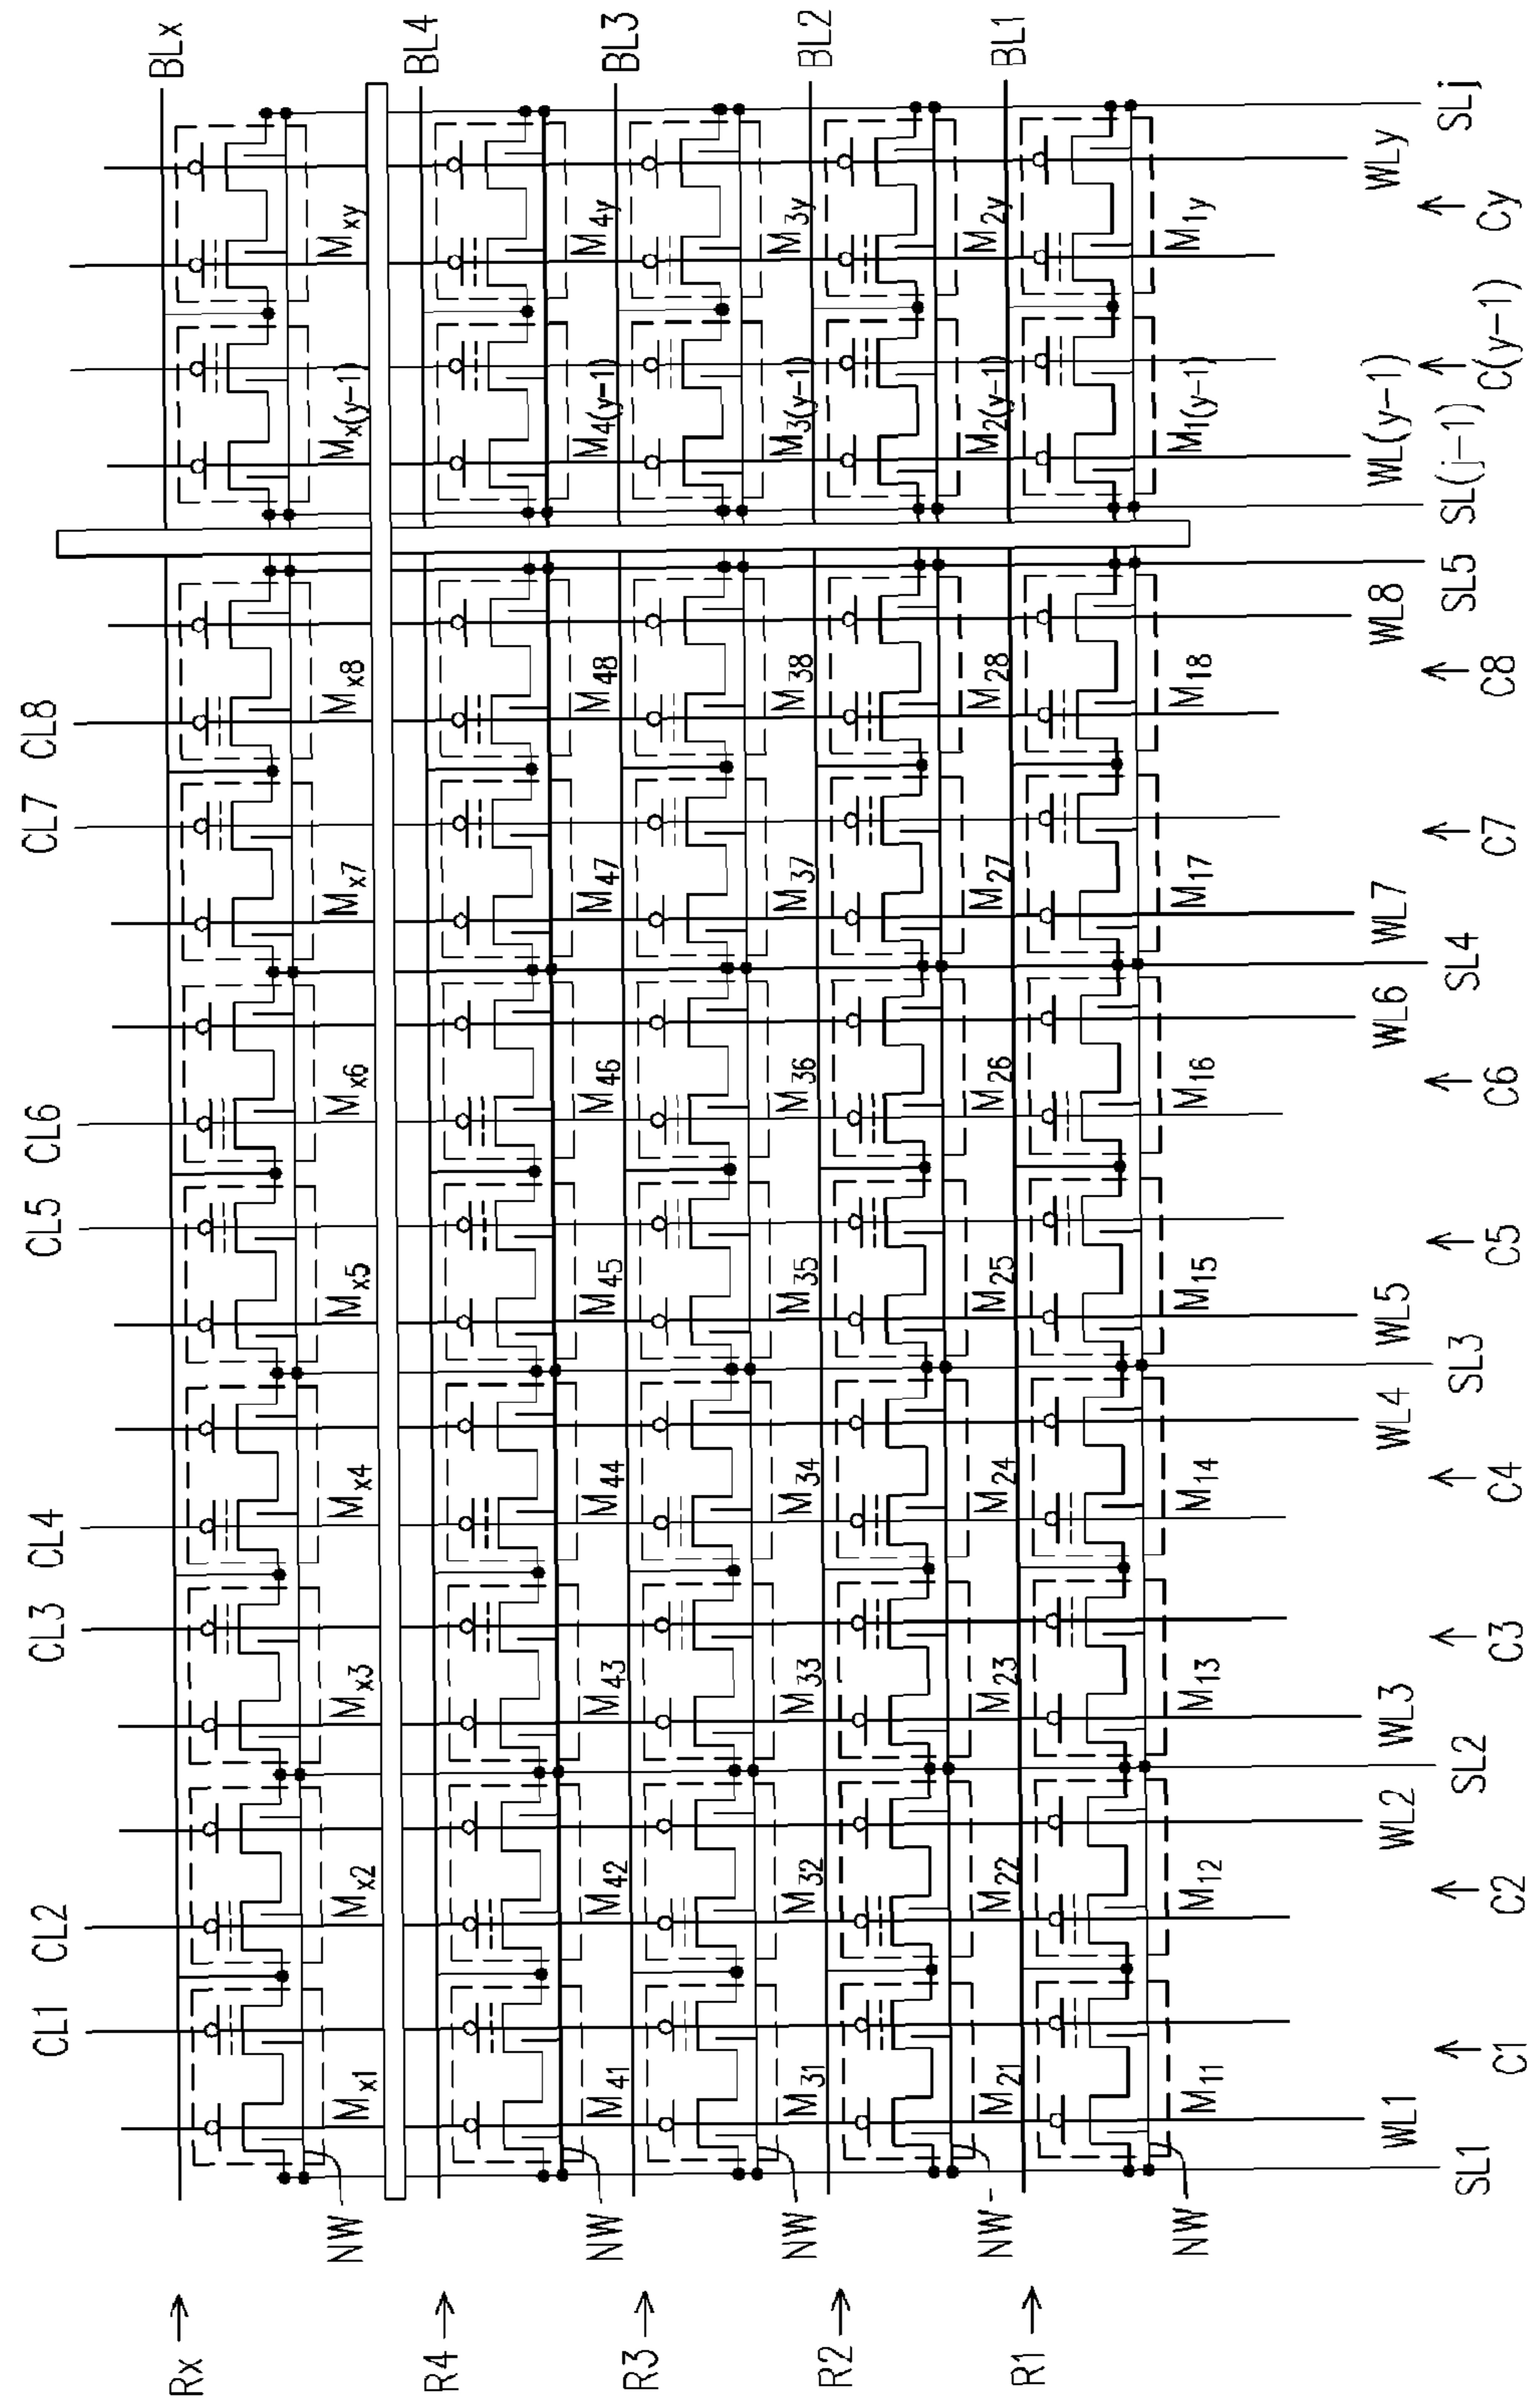 CL1 CL2 CL3 CL4 CL5 CL6 CL7 CL8
Rx → BLx
Mx1 Mx2 Mx3 Mx4 Mx5 Mx6 Mx7 Mx8 Mx(y-1) Mxy
NW
R4 → BL4
M41 M42 M43 M44 M45 M46 M47 M48 M4(y-1) M4y
NW
R3 → BL3
M31 M32 M33 M34 M35 M36 M37 M38 M3(y-1) M3y
NW
R2 → BL2
M21 M22 M23 M24 M25 M26 M27 M28 M2(y-1) M2y
NW
R1 → BL1
M11 M12 M13 M14 M15 M16 M17 M18 M1(y-1) M1y
NW
WL1 WL2 WL3 WL4 WL5 WL6 WL7 WL8 WL(y-1) WLy
SL1 SL2 SL3 SL4 SL5 SL(j-1) SLj
C1 C2 C3 C4 C5 C6 C7 C8 C(y-1) Cy